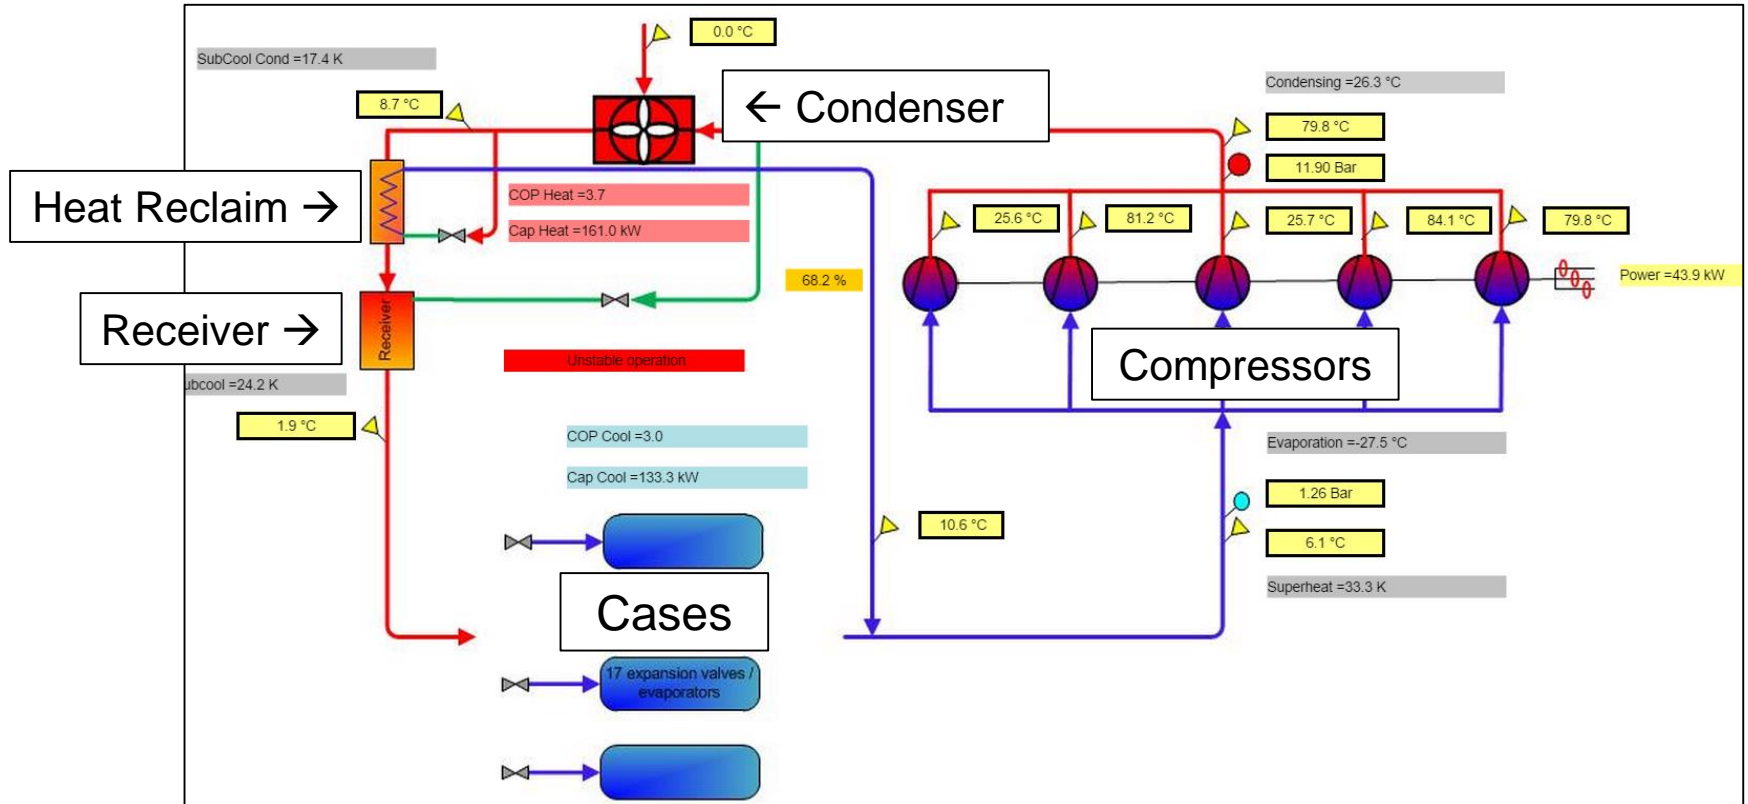 0.0 °C
SubCool Cond =17.4 K
Condensing =26.3 °C
8.7 °C
← Condenser
79.8 °C
11.90 Bar
Heat Reclaim →
COP Heat =3.7
Cap Heat =161.0 kW
25.6 °C
81.2 °C
25.7 °C
84.1 °C
79.8 °C
68.2 %
Power =43.9 kW
Receiver →
Receiver
Unstable operation
Compressors
ubcool =24.2 K
1.9 °C
COP Cool =3.0
Evaporation =-27.5 °C
Cap Cool =133.3 kW
1.26 Bar
10.6 °C
6.1 °C
Superheat =33.3 K
Cases
17 expansion valves /
evaporators